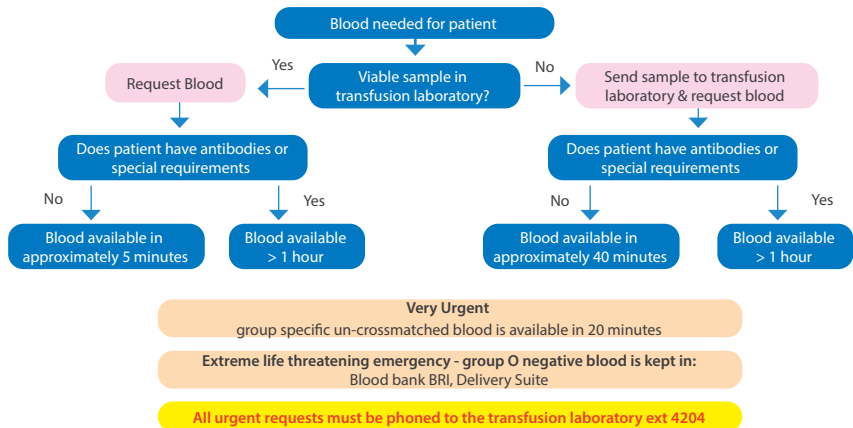 Blood needed for patient
Yes
No
Request Blood
Viable sample in
transfusion laboratory?
Send sample to transfusion
laboratory & request blood
Does patient have antibodies or
special requirements
Does patient have antibodies or
special requirements
No
Yes
No
Yes
Blood available in
approximately 5 minutes
Blood available
> 1 hour
Blood available in
approximately 40 minutes
Blood available
> 1 hour
Very Urgent
group specific un-crossmatched blood is available in 20 minutes
Extreme life threatening emergency - group O negative blood is kept in:
Blood bank BRI, Delivery Suite
All urgent requests must be phoned to the transfusion laboratory ext 4204